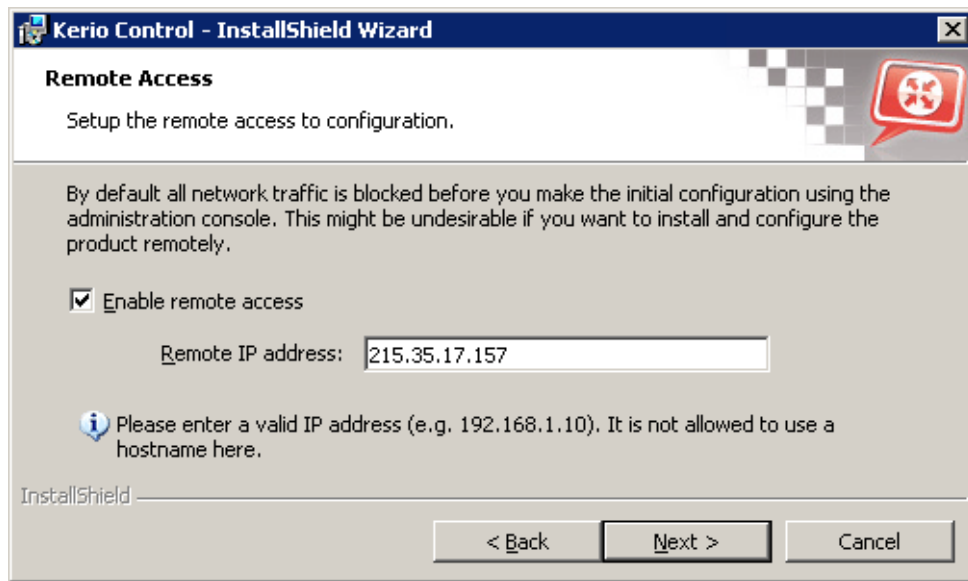 Kerio Control - InstallShield Wizard
Remote Access
Setup the remote access to configuration.
By default all network traffic is blocked before you make the initial configuration using the
administration console. This might be undesirable if you want to install and configure the
product remotely.
Enable remote access
Remote IP address: 215.35.17.157
Please enter a valid IP address (e.g. 192.168.1.10). It is not allowed to use a
hostname here.
InstallShield
< Back Next > Cancel